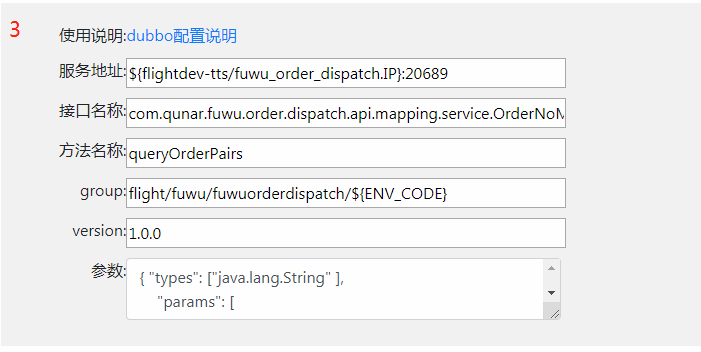 3
使用说明:dubbo配置说明
服务地址:${flightdev-tts/fuwu_order_dispatch.IP}:20689
接口名称:com.qunar.fuwu.order.dispatch.api.mapping.service.OrderNoM
方法名称:queryOrderPairs
group:flight/fuwu/fuwuorderdispatch/${ENV_CODE}
version:1.0.0
参数:{ "types": ["java.lang.String" ],
"params": [